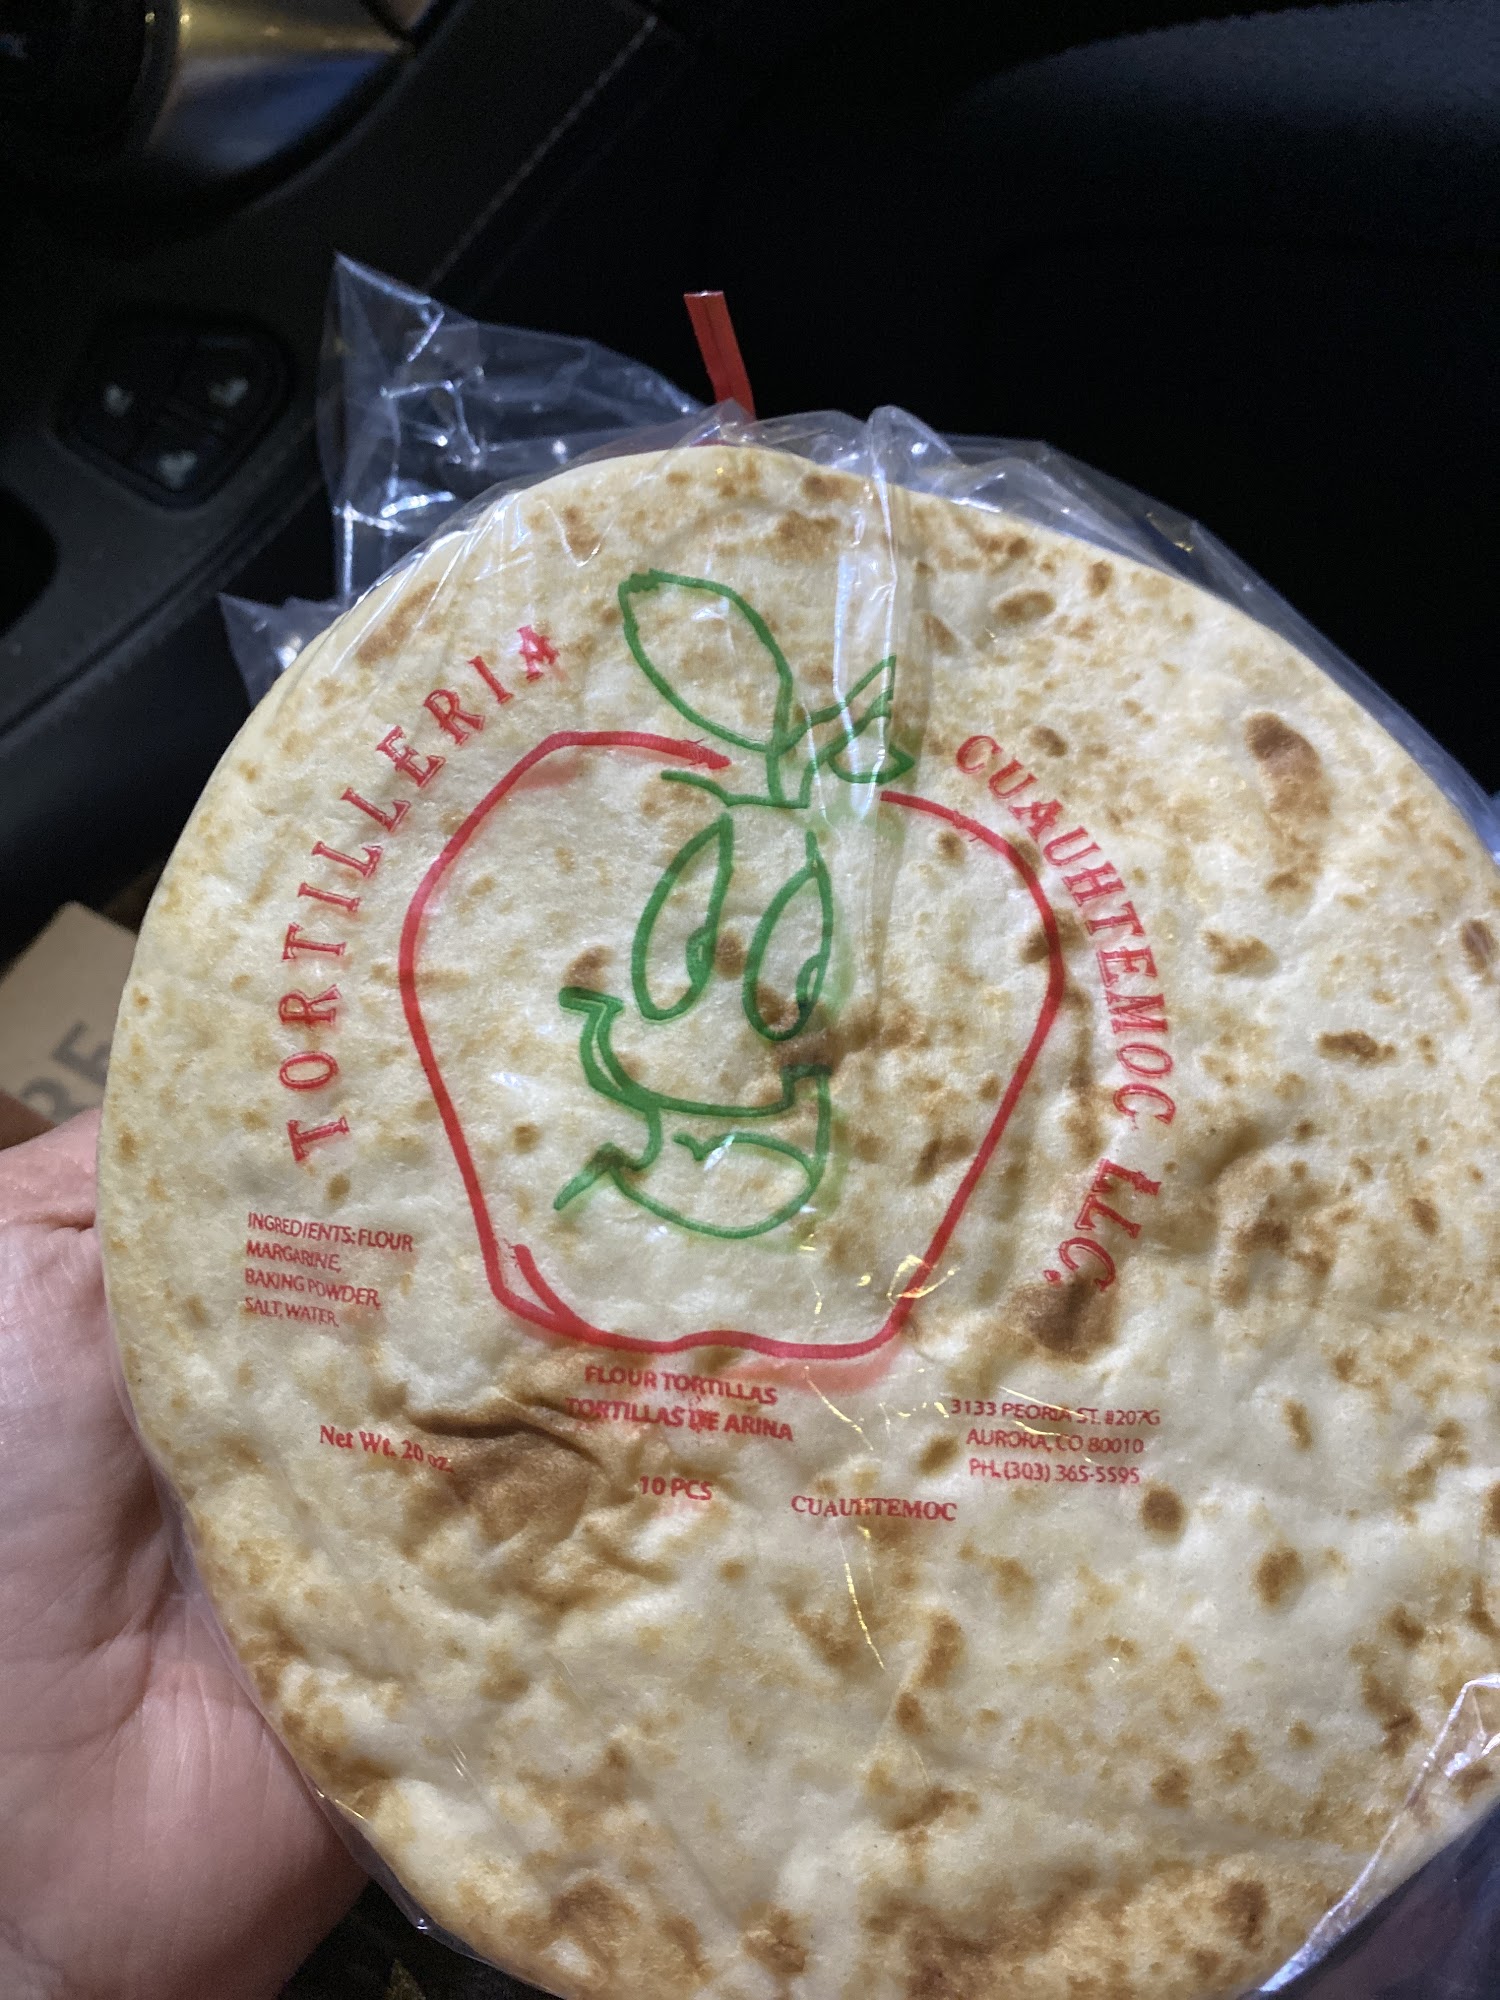 TORTILLERIA
CUAUHTEMOC LLC.
INGREDIENTS: FLOUR
MARGARINE,
BAKING POWDER,
SALT, WATER.
FLOUR TORTILLAS
TORTILLAS DE ARINA
Net Wt. 20 oz.
10 PCS
CUAUHTEMOC
3133 PEORIA ST. #207G
AURORA, CO 80010
PH. (303) 365-5595